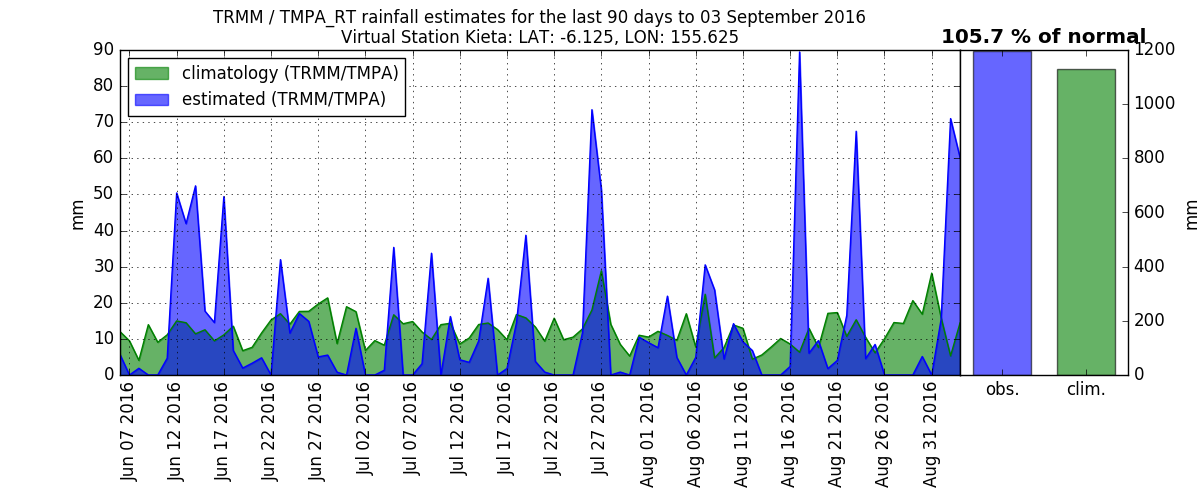 TRMM / TMPA_RT rainfall estimates for the last 90 days to 03 September 2016
Virtual Station Kieta: LAT: -6.125, LON: 155.625
105.7 % of normal
climatology (TRMM/TMPA)
estimated (TRMM/TMPA)
90
80
70
60
50
40
30
20
10
0
mm
Jun 07 2016
Jun 12 2016
Jun 17 2016
Jun 22 2016
Jun 27 2016
Jul 02 2016
Jul 07 2016
Jul 12 2016
Jul 17 2016
Jul 22 2016
Jul 27 2016
Aug 01 2016
Aug 06 2016
Aug 11 2016
Aug 16 2016
Aug 21 2016
Aug 26 2016
Aug 31 2016
obs.
clim.
1200
1000
800
600
400
200
0
mm